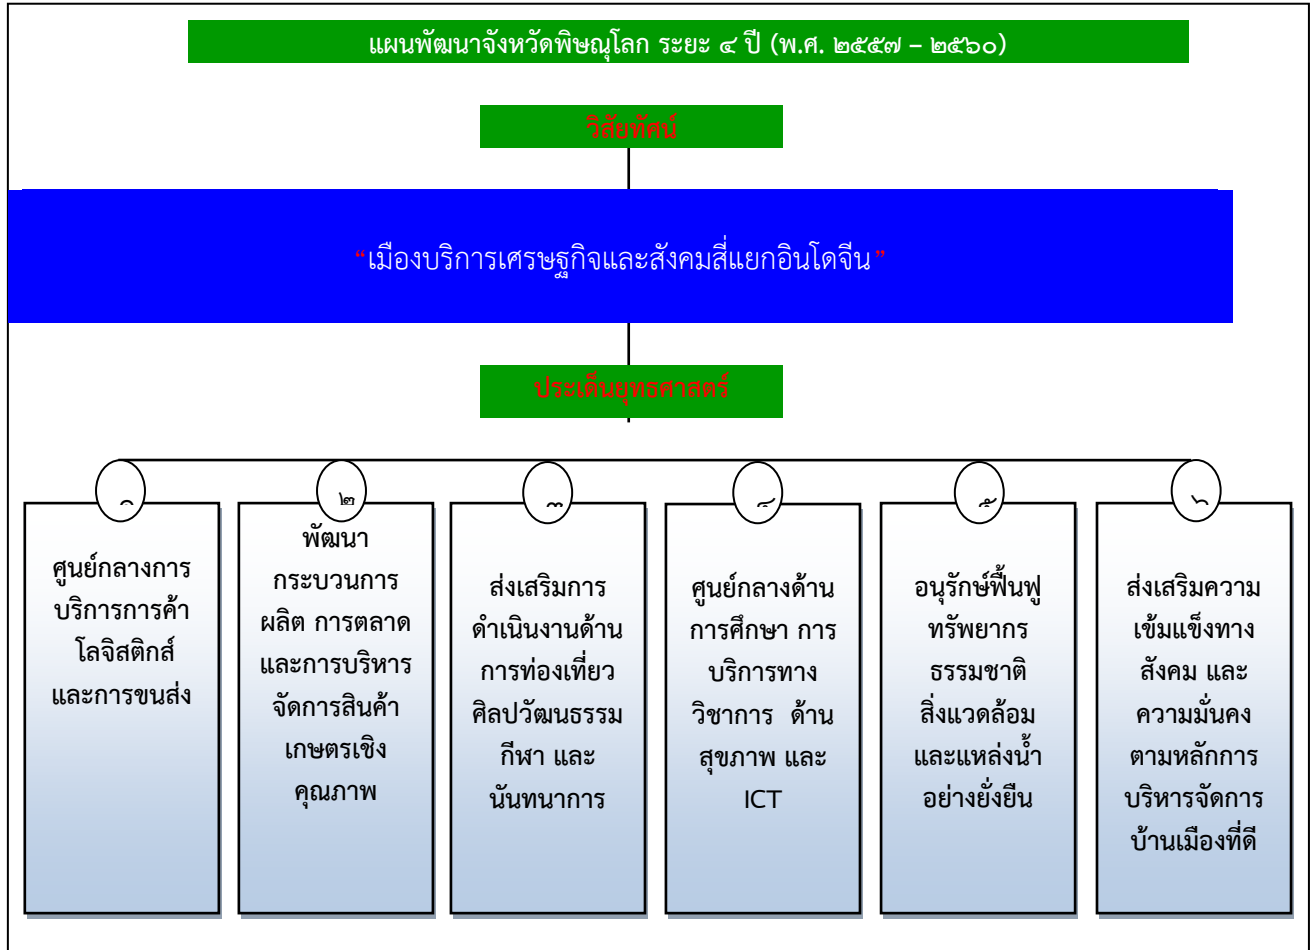 แผนพัฒนาจังหวัดพิษณุโลก ระยะ ๔ ปี (พ.ศ. ๒๕๕๗ – ๒๕๖๐)
วิสัยทัศน์
“เมืองบริการเศรษฐกิจและสังคมสี่แยกอินโดจีน”
ประเด็นยุทธศาสตร์
๑
ศูนย์กลางการ
บริการการค้า
โลจิสติกส์
และการขนส่ง
๒
พัฒนา
กระบวนการ
ผลิต การตลาด
และการบริหาร
จัดการสินค้า
เกษตรเชิง
คุณภาพ
๓
ส่งเสริมการ
ดำเนินงานด้าน
การท่องเที่ยว
ศิลปวัฒนธรรม
กีฬา และ
นันทนาการ
๔
ศูนย์กลางด้าน
การศึกษา การ
บริการทาง
วิชาการ ด้าน
สุขภาพ และ
ICT
๕
อนุรักษ์ฟื้นฟู
ทรัพยากร
ธรรมชาติ
สิ่งแวดล้อม
และแหล่งน้ำ
อย่างยั่งยืน
๖
ส่งเสริมความ
เข้มแข็งทาง
สังคม และ
ความมั่นคง
ตามหลักการ
บริหารจัดการ
บ้านเมืองที่ดี